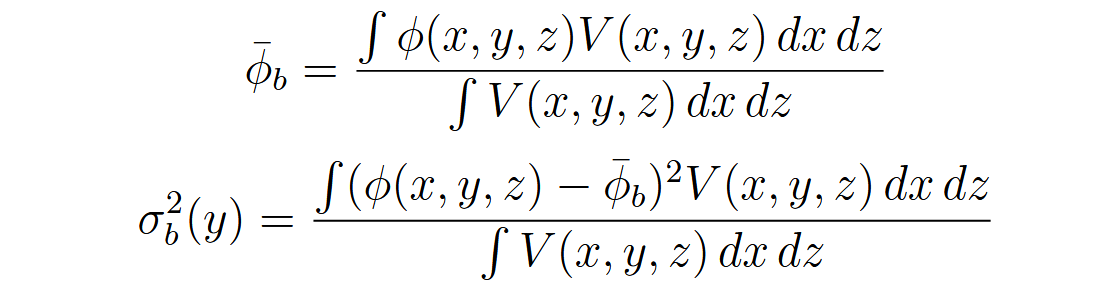 \bar{\phi}_b = \frac{\int \phi(x, y, z)V(x, y, z)\,dx\,dz}{\int V(x, y, z)\,dx\,dz}
\sigma_b^2(y) = \frac{\int (\phi(x, y, z) - \bar{\phi}_b)^2 V(x, y, z)\,dx\,dz}{\int V(x, y, z)\,dx\,dz}